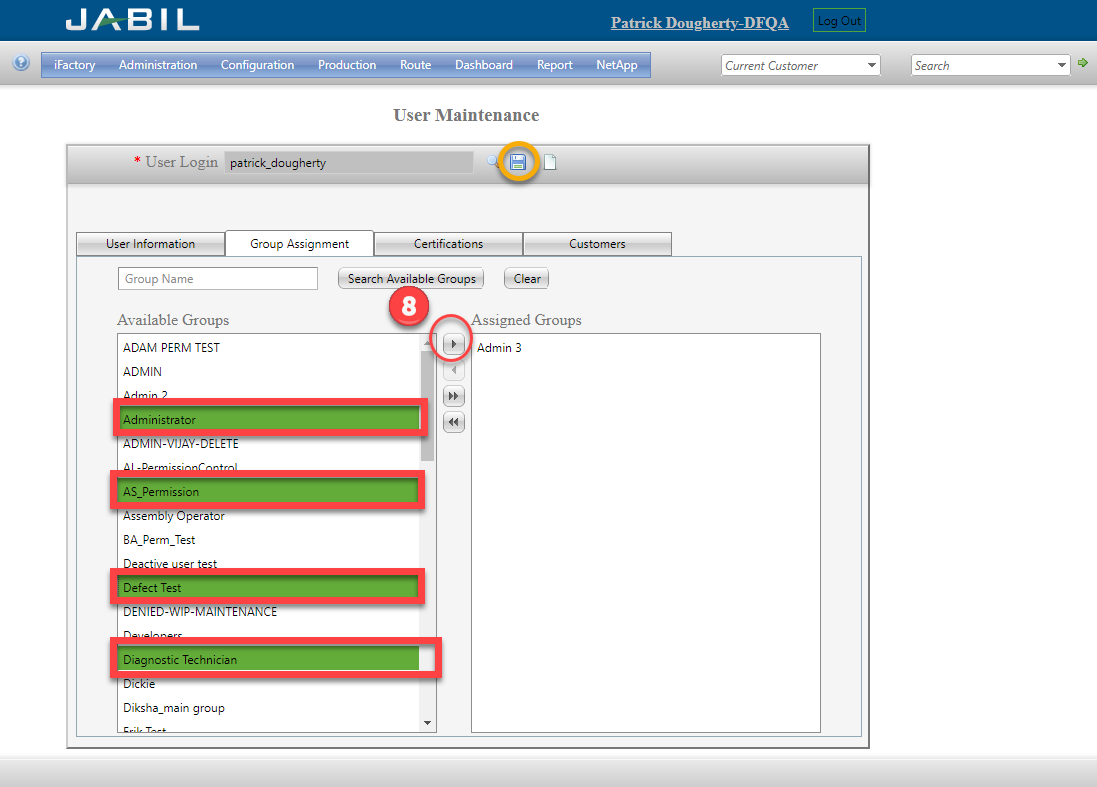 JABIL
Patrick Dougherty-DFQA
Log Out
iFactory Administration Configuration Production Route Dashboard Report NetApp
Current Customer
Search
User Maintenance
* User Login patrick_dougherty
User Information Group Assignment Certifications Customers
Group Name Search Available Groups Clear
8
Available Groups
ADAM PERM TEST
ADMIN
Admin 2
Administrator
ADMIN-VIJAY-DELETE
AL-PermissionControl
AS_Permission
Assembly Operator
BA_Perm_Test
Deactive user test
Defect Test
DENIED-WIP-MAINTENANCE
Developers
Diagnostic Technician
Dickie
Diksha_main group
Erik Test
Assigned Groups
Admin 3